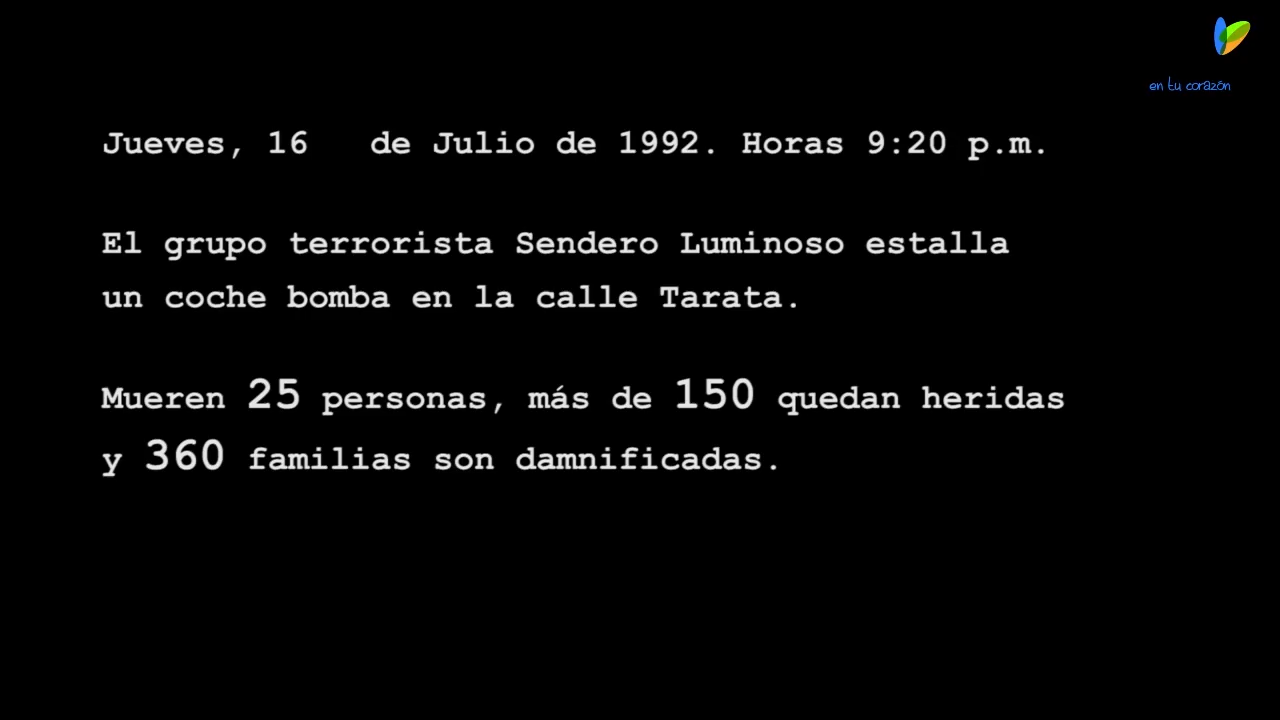 en tu corazón
Jueves, 16 de Julio de 1992. Horas 9:20 p.m.
El grupo terrorista Sendero Luminoso estalla
un coche bomba en la calle Tarata.
Mueren 25 personas, más de 150 quedan heridas
y 360 familias son damnificadas.